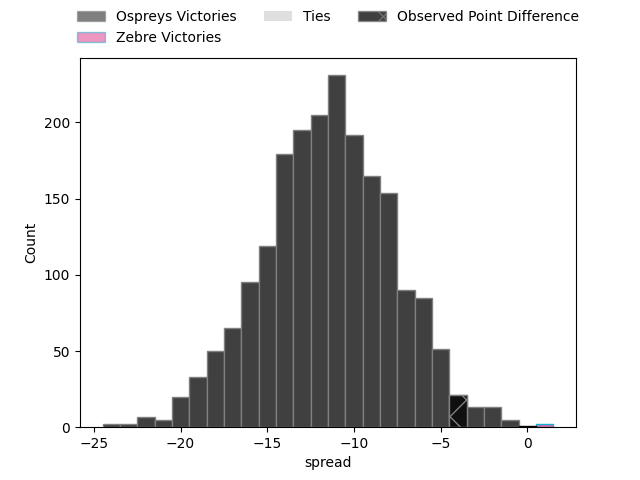 Ospreys Victories
Ties
Observed Point Difference
Zebre Victories
200
150
100
50
0
Count
−25
−20
−15
−10
−5
0
spread